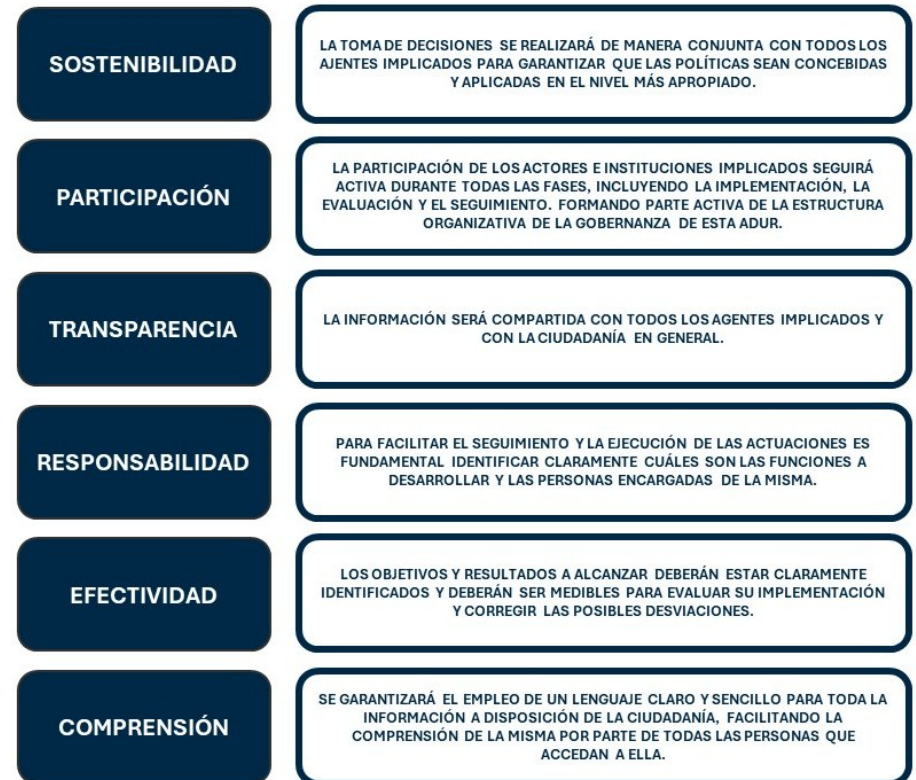 SOSTENIBILIDAD
LA TOMA DE DECISIONES SE REALIZARÁ DE MANERA CONJUNTA CON TODOS LOS
AJENTES IMPLICADOS PARA GARANTIZAR QUE LAS POLÍTICAS SEAN CONCEBIDAS
Y APLICADAS EN EL NIVEL MÁS APROPIADO.
PARTICIPACIÓN
LA PARTICIPACIÓN DE LOS ACTORES E INSTITUCIONES IMPLICADOS SEGUIRÁ
ACTIVA DURANTE TODAS LAS FASES, INCLUYENDO LA IMPLEMENTACIÓN, LA
EVALUACIÓN Y EL SEGUIMIENTO. FORMANDO PARTE ACTIVA DE LA ESTRUCTURA
ORGANIZATIVA DE LA GOBERNANZA DE ESTA ADUR.
TRANSPARENCIA
LA INFORMACIÓN SERÁ COMPARTIDA CON TODOS LOS AGENTES IMPLICADOS Y
CON LA CIUDADANÍA EN GENERAL.
RESPONSABILIDAD
PARA FACILITAR EL SEGUIMIENTO Y LA EJECUCIÓN DE LAS ACTUACIONES ES
FUNDAMENTAL IDENTIFICAR CLARAMENTE CUÁLES SON LAS FUNCIONES A
DESARROLLAR Y LAS PERSONAS ENCARGADAS DE LA MISMA.
EFECTIVIDAD
LOS OBJETIVOS Y RESULTADOS A ALCANZAR DEBERÁN ESTAR CLARAMENTE
IDENTIFICADOS Y DEBERÁN SER MEDIBLES PARA EVALUAR SU IMPLEMENTACIÓN
Y CORREGIR LAS POSIBLES DESVIACIONES.
COMPRENSIÓN
SE GARANTIZARÁ EL EMPLEO DE UN LENGUAJE CLARO Y SENCILLO PARA TODA LA
INFORMACIÓN A DISPOSICIÓN DE LA CIUDADANÍA, FACILITANDO LA
COMPRENSIÓN DE LA MISMA POR PARTE DE TODAS LAS PERSONAS QUE
ACCEDAN A ELLA.